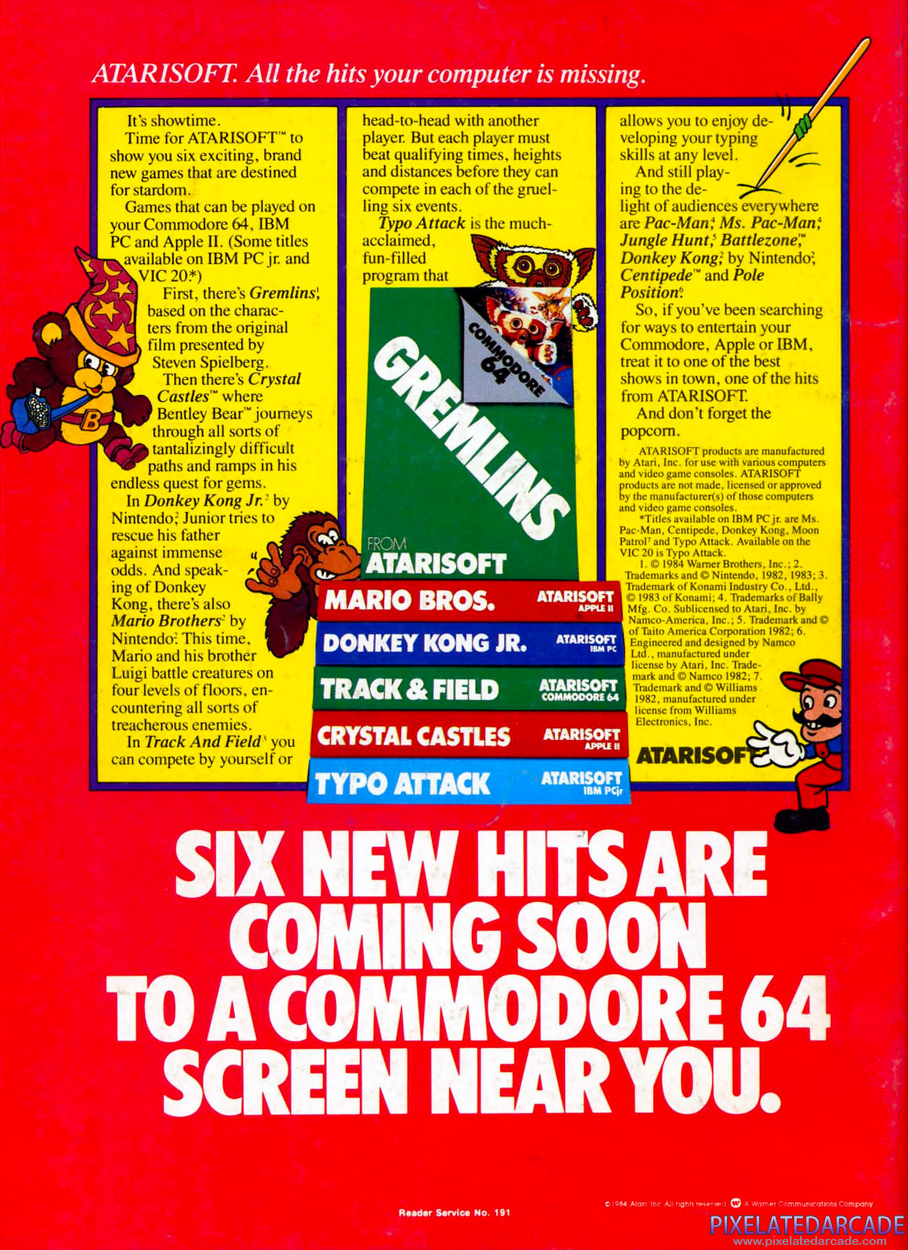 ATARISOFT. All the hits your computer is missing.
It's showtime.
Time for ATARISOFT™ to
show you six exciting, brand
new games that are destined
for stardom.
Games that can be played on
your Commodore 64, IBM
PC and Apple II. (Some titles
available on IBM PC jr. and
VIC 20.*)
First, there's Gremlins¹,
based on the charac-
ters from the original
film presented by
Steven Spielberg.
Then there's Crystal
Castles™ where
Bentley Bear™ journeys
through all sorts of
tantalizingly difficult
paths and ramps in his
endless quest for gems.
In Donkey Kong Jr.² by
Nintendo², Junior tries to
rescue his father
against immense
odds. And speak-
ing of Donkey
Kong, there's also
Mario Brothers² by
Nintendo². This time,
Mario and his brother
Luigi battle creatures on
four levels of floors, en-
countering all sorts of
treacherous enemies.
In Track And Field³ you
can compete by yourself or
head-to-head with another
player. But each player must
beat qualifying times, heights
and distances before they can
compete in each of the gruel-
ling six events.
Typo Attack is the much-
acclaimed,
fun-filled
program that
allows you to enjoy de-
veloping your typing
skills at any level.
And still play-
ing to the de-
light of audiences everywhere
are Pac-Man,⁴ Ms. Pac-Man,⁴
Jungle Hunt,⁵ Battlezone,™
Donkey Kong,² by Nintendo²,
Centipede™ and Pole
Position⁶.
So, if you've been searching
for ways to entertain your
Commodore, Apple or IBM,
treat it to one of the best
shows in town, one of the hits
from ATARISOFT.
And don't forget the
popcorn.
ATARISOFT products are manufactured
by Atari, Inc. for use with various computers
and video game consoles. ATARISOFT
products are not made, licensed or approved
by the manufacturer(s) of those computers
and video game consoles.
*Titles available on IBM PC jr. are Ms.
Pac-Man, Centipede, Donkey Kong, Moon
Patrol⁷ and Typo Attack. Available on the
VIC 20 is Typo Attack.
1. © 1984 Warner Brothers, Inc.; 2.
Trademarks and © Nintendo, 1982, 1983; 3.
Trademark of Konami Industry Co., Ltd.,
© 1983 of Konami; 4. Trademarks of Bally
Mfg. Co. Sublicensed to Atari, Inc. by
Namco-America, Inc.; 5. Trademark and ©
of Taito America Corporation 1982; 6.
Engineered and designed by Namco
Ltd., manufactured under
license by Atari, Inc. Trade-
mark and © Namco 1982; 7.
Trademark and © Williams
1982, manufactured under
license from Williams
Electronics, Inc.
ATARISOFT
COMMODORE
64
GREMLINS
FROM
ATARISOFT
MARIO BROS. ATARISOFT
APPLE II
DONKEY KONG JR. ATARISOFT
IBM PC
TRACK & FIELD ATARISOFT
COMMODORE 64
CRYSTAL CASTLES ATARISOFT
APPLE II
TYPO ATTACK ATARISOFT
IBM PCjr
B
SIX NEW HITS ARE
COMING SOON
TO A COMMODORE 64
SCREEN NEAR YOU.
© 1984 Atari, Inc. All rights reserved. A Warner Communications Company
Reader Service No. 191
PIXELATEDARCADE
www.pixelatedarcade.com